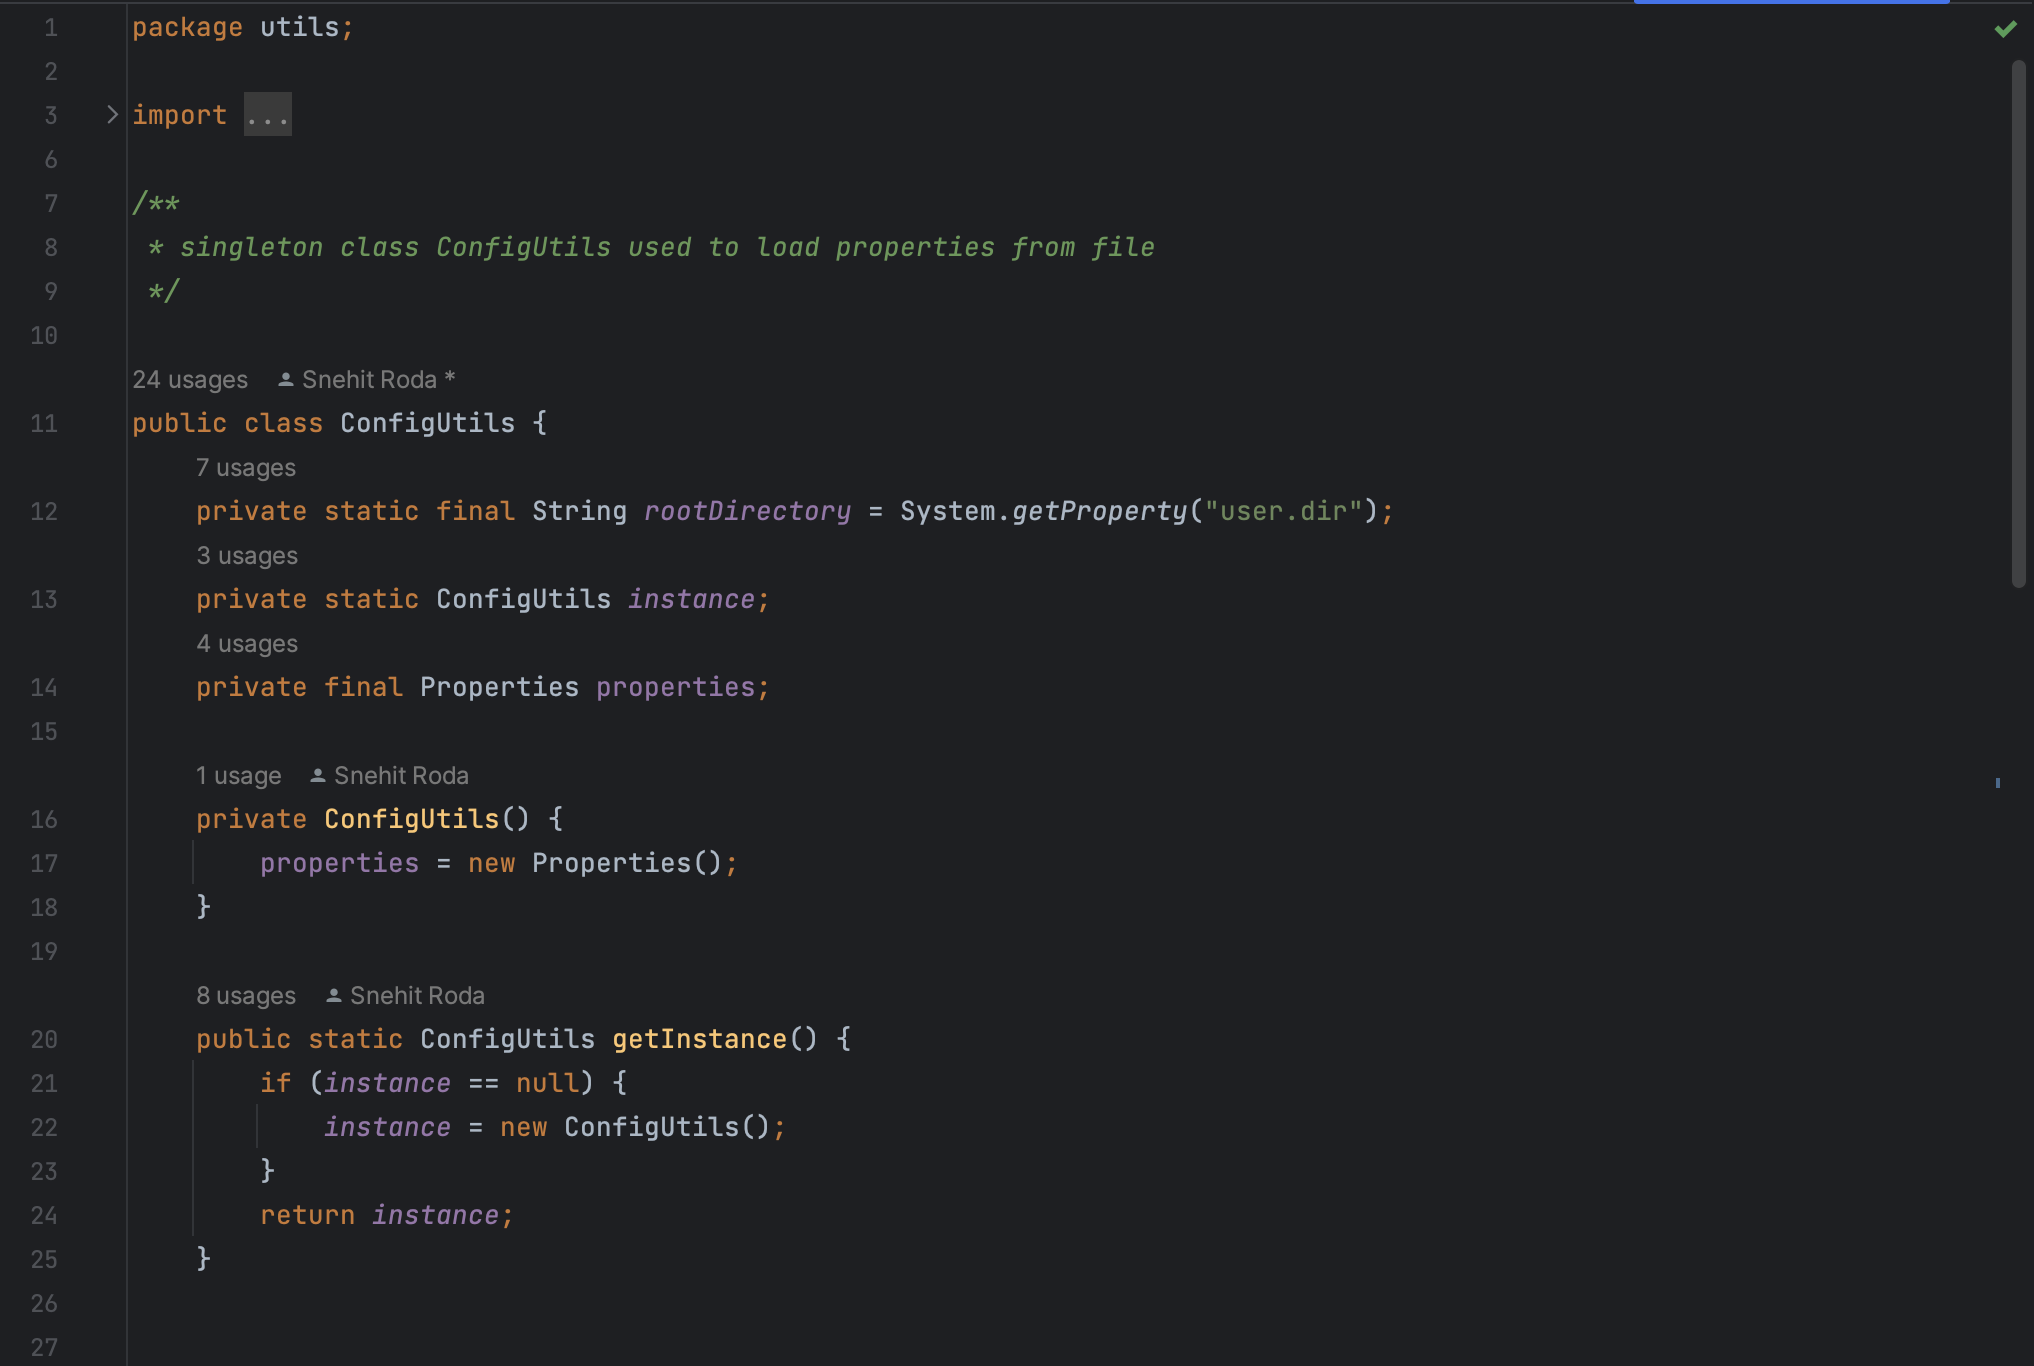 1 package utils;
2
3 import ...
6
7 /**
8  * singleton class ConfigUtils used to load properties from file
9  */
10
24 usages Snehit Roda *
11 public class ConfigUtils {
7 usages
12     private static final String rootDirectory = System.getProperty("user.dir");
3 usages
13     private static ConfigUtils instance;
4 usages
14     private final Properties properties;
15
1 usage Snehit Roda
16     private ConfigUtils() {
17         properties = new Properties();
18     }
19
8 usages Snehit Roda
20     public static ConfigUtils getInstance() {
21         if (instance == null) {
22             instance = new ConfigUtils();
23         }
24         return instance;
25     }
26
27